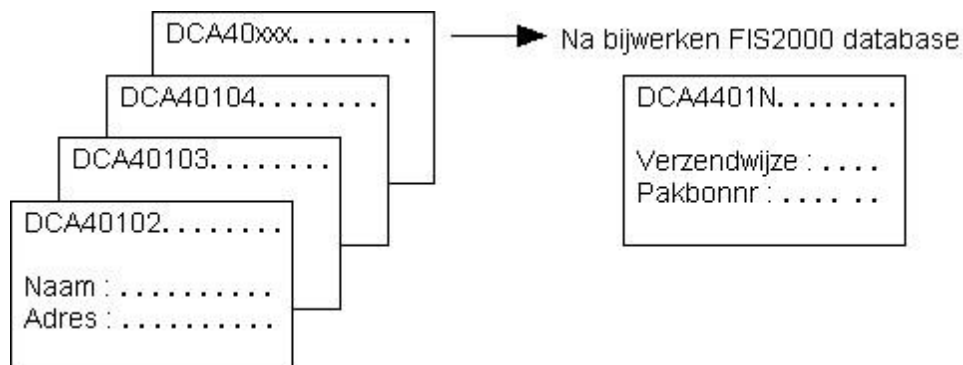 DCA40xxx........
Na bijwerken FIS2000 database
DCA40104........
DCA40103........
DCA40102........
Naam : ..........
Adres : ..........
DCA4401N........
Verzendwijze : ....
Pakbonnr : .... ..